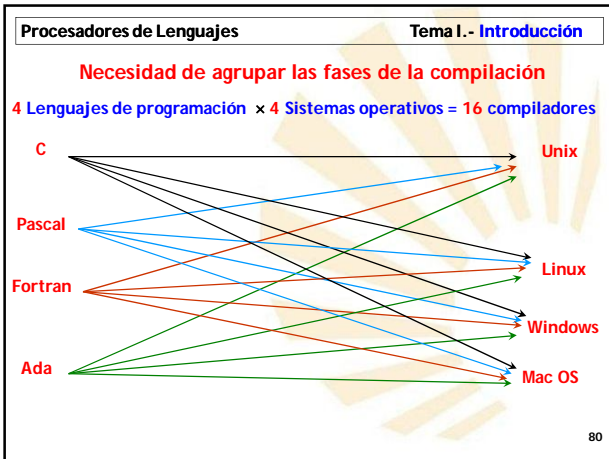 Procesadores de Lenguajes Tema I.- Introducción
Necesidad de agrupar las fases de la compilación
4 Lenguajes de programación × 4 Sistemas operativos = 16 compiladores
C Unix
Pascal
Linux
Fortran
Windows
Ada
Mac OS
80